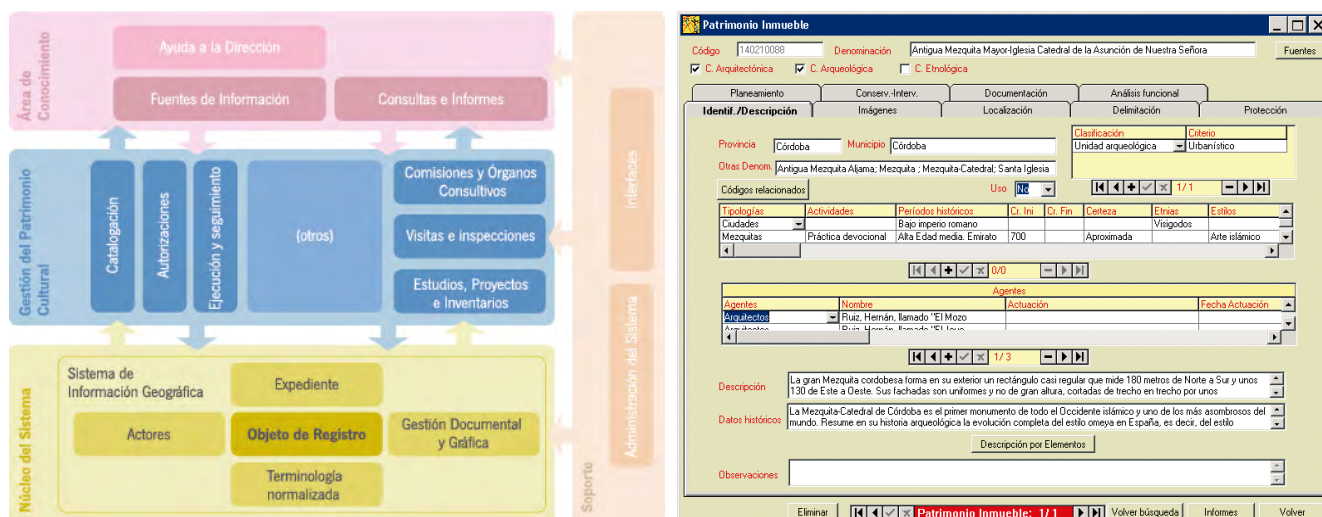 Área de
Conocimiento
Ayuda a la Dirección
Fuentes de Información
Consultas e Informes
Gestión del Patrimonio
Cultural
Catalogación
Autorizaciones
Ejecución y seguimiento
(otros)
Comisiones y Órganos
Consultivos
Visitas e inspecciones
Estudios, Proyectos
e Inventarios
Núcleo del Sistema
Sistema de
Información Geográfica
Expediente
Actores
Objeto de Registro
Gestión Documental
y Gráfica
Terminología
normalizada
Soporte
Interfaces
Administración del Sistema
Patrimonio Inmueble
Código 140210088 Denominación Antigua Mezquita Mayor-Iglesia Catedral de la Asunción de Nuestra Señora Fuentes
C. Arquitectónica C. Arqueológica C. Etnológica
Planeamiento Conserv.-Interv. Documentación Análisis funcional
Identif./Descripción Imágenes Localización Delimitación Protección
Clasificación Criterio
Unidad arqueológica Urbanístico
Provincia Córdoba Municipio Córdoba
Otras Denom. Antigua Mezquita Aljama; Mezquita ; Mezquita-Catedral; Santa Iglesia
Códigos relacionados Uso No 1/1
Tipologías Actividades Períodos históricos Cr. Ini Cr. Fin Certeza Etnias Estilos
Ciudades Bajo imperio romano Visigodos
Mezquitas Práctica devocional Alta Edad media. Emirato 700 Aproximada Arte islámico
0/0
Agentes
Agentes Nombre Actuación Fecha Actuación
Arquitectos Ruiz, Hernán, llamado "El Mozo
1/3
Descripción La gran Mezquita cordobesa forma en su exterior un rectángulo casi regular que mide 180 metros de Norte a Sur y unos
130 de Este a Oeste. Sus fachadas son uniformes y no de gran altura, cortadas de trecho en trecho por unos
Datos históricos La Mezquita-Catedral de Córdoba es el primer monumento de todo el Occidente islámico y uno de los más asombrosos del
mundo. Resume en su historia arqueológica la evolución completa del estilo omeya en España, es decir, del estilo
Descripción por Elementos
Observaciones
Eliminar Patrimonio Inmueble: 1/1 Volver búsqueda Informes Volver